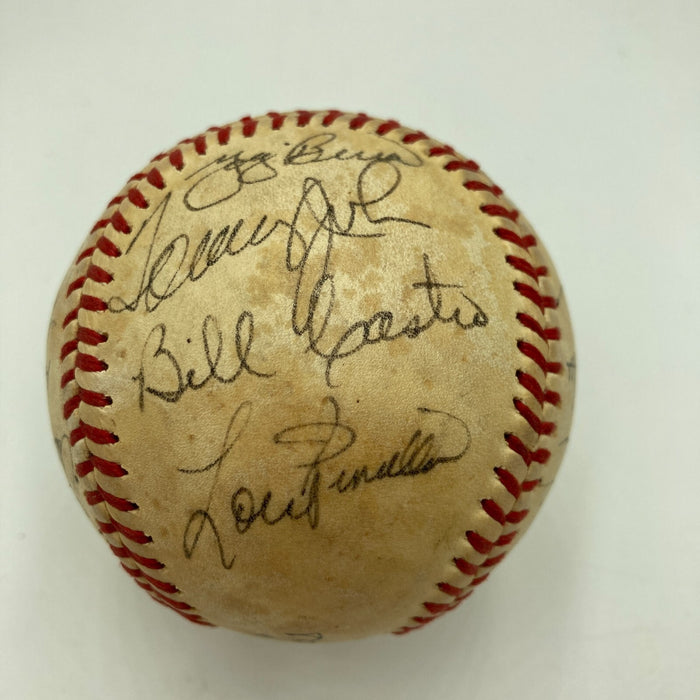 Yogi Berra
Tommy John
Bill Castro
Lou Piniella